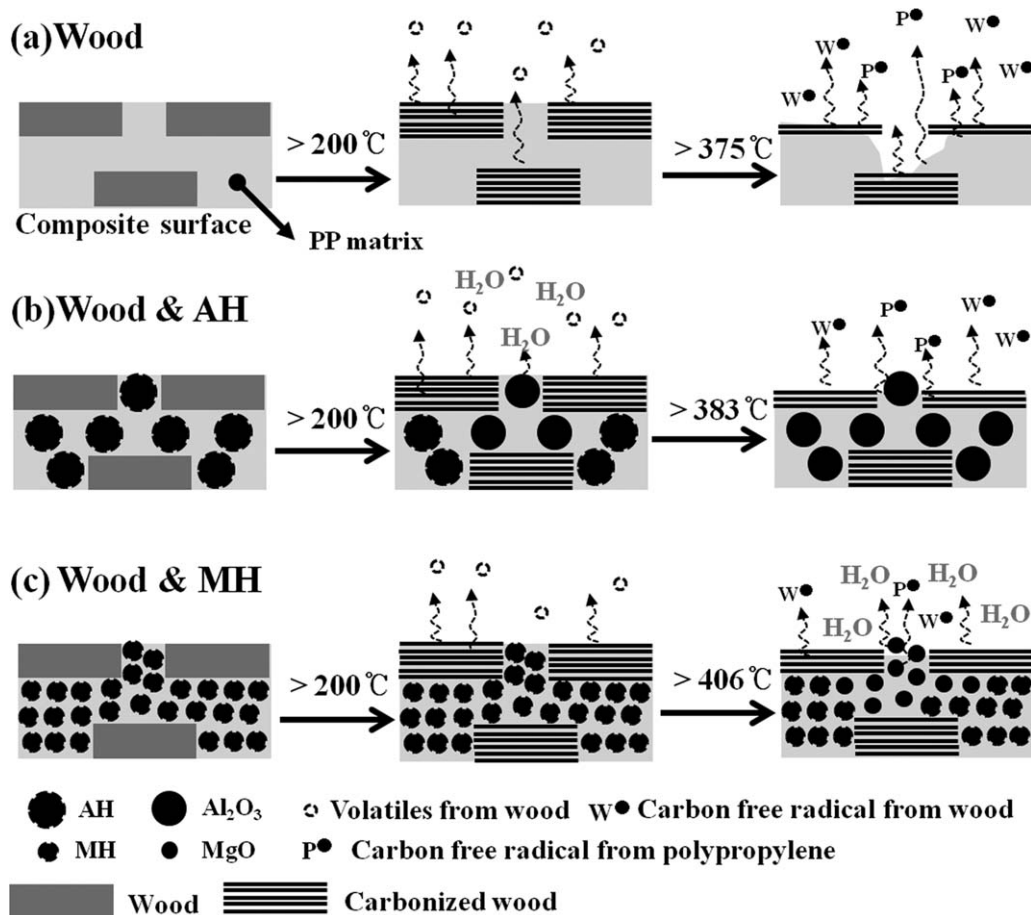 (a)Wood
P●
W●
W●
P●
W●
P●
W●
> 200℃
> 375℃
Composite surface
PP matrix
(b)Wood & AH
H₂O
H₂O
H₂O
P●
W●
W●
P●
W●
> 200℃
> 383℃
(c) Wood & MH
H₂O
H₂O
W●
P●
W●
H₂O
H₂O
> 200℃
> 406℃
AH
Al₂O₃
Volatiles from wood
W● Carbon free radical from wood
MH
MgO
P● Carbon free radical from polypropylene
Wood
Carbonized wood